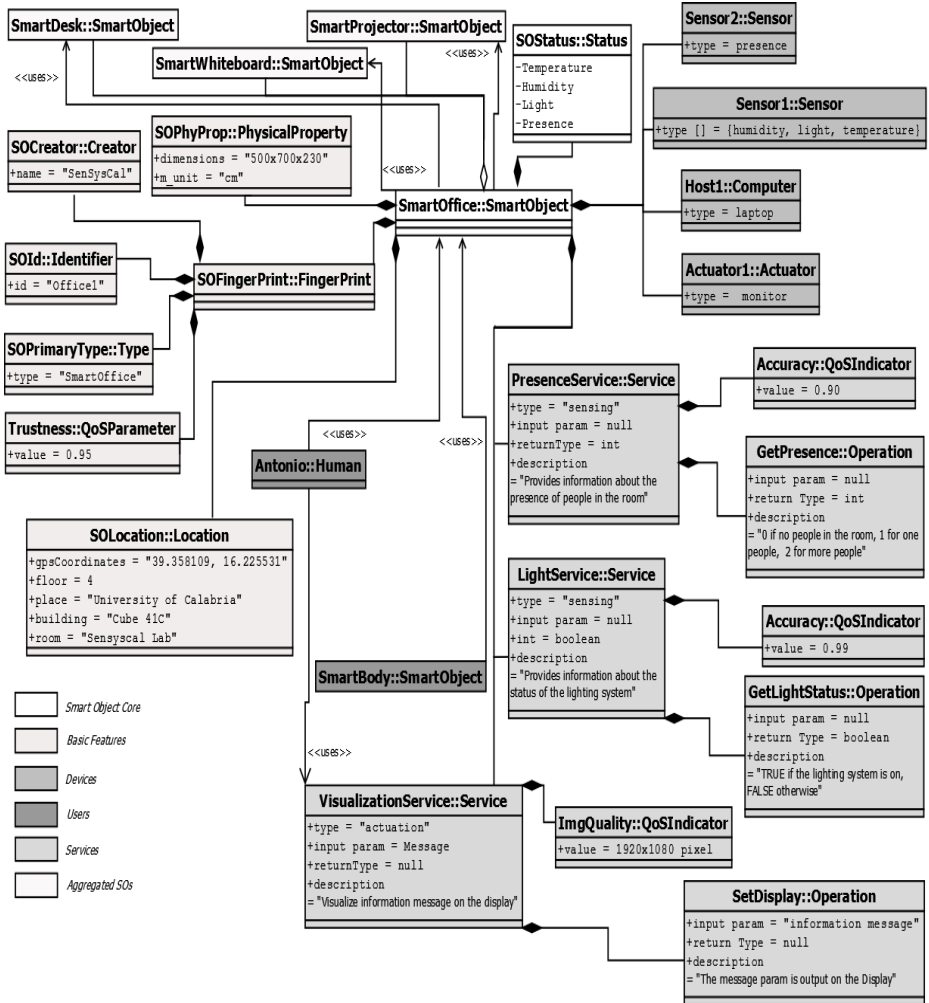 SmartDesk::SmartObject
SmartProjector::SmartObject
<<uses>>
<<uses>>
SmartWhiteboard::SmartObject
SOStatus::Status
-Temperature
-Humidity
-Light
-Presence
Sensor2::Sensor
+type = presence
Sensor1::Sensor
+type [] = {humidity, light, temperature}
SOCreator::Creator
+name = "SenSysCal"
SOPhyProp::PhysicalProperty
+dimensions = "500x700x230"
+m_unit = "cm"
<<uses>>
SmartOffice::SmartObject
Host1::Computer
+type = laptop
Actuator1::Actuator
+type = monitor
SOId::Identifier
+id = "Office1"
SOFingerPrint::FingerPrint
SOPrimaryType::Type
+type = "SmartOffice"
Trustness::QoSParameter
+value = 0.95
<<uses>>
<<uses>>
Antonio::Human
PresenceService::Service
+type = "sensing"
+input param = null
+returnType = int
+description
= "Provides information about the
presence of people in the room"
Accuracy::QoSIndicator
+value = 0.90
GetPresence::Operation
+input param = null
+return Type = int
+description
= "0 if no people in the room, 1 for one
people, 2 for more people"
SOLocation::Location
+gpsCoordinates = "39.358109, 16.225531"
+floor = 4
+place = "University of Calabria"
+building = "Cube 41C"
+room = "Sensyscal Lab"
LightService::Service
+type = "sensing"
+input param = null
+int = boolean
+description
= "Provides information about the
status of the lighting system"
Accuracy::QoSIndicator
+value = 0.99
GetLightStatus::Operation
+input param = null
+return Type = boolean
+description
= "TRUE if the lighting system is on,
FALSE otherwise"
SmartBody::SmartObject
Smart Object Core
Basic Features
Devices
Users
Services
Aggregated SOs
<<uses>>
VisualizationService::Service
+type = "actuation"
+input param = Message
+returnType = null
+description
= "Visualize information message on the display"
ImgQuality::QoSIndicator
+value = 1920x1080 pixel
SetDisplay::Operation
+input param = "information message"
+return Type = null
+description
= "The message param is output on the Display"